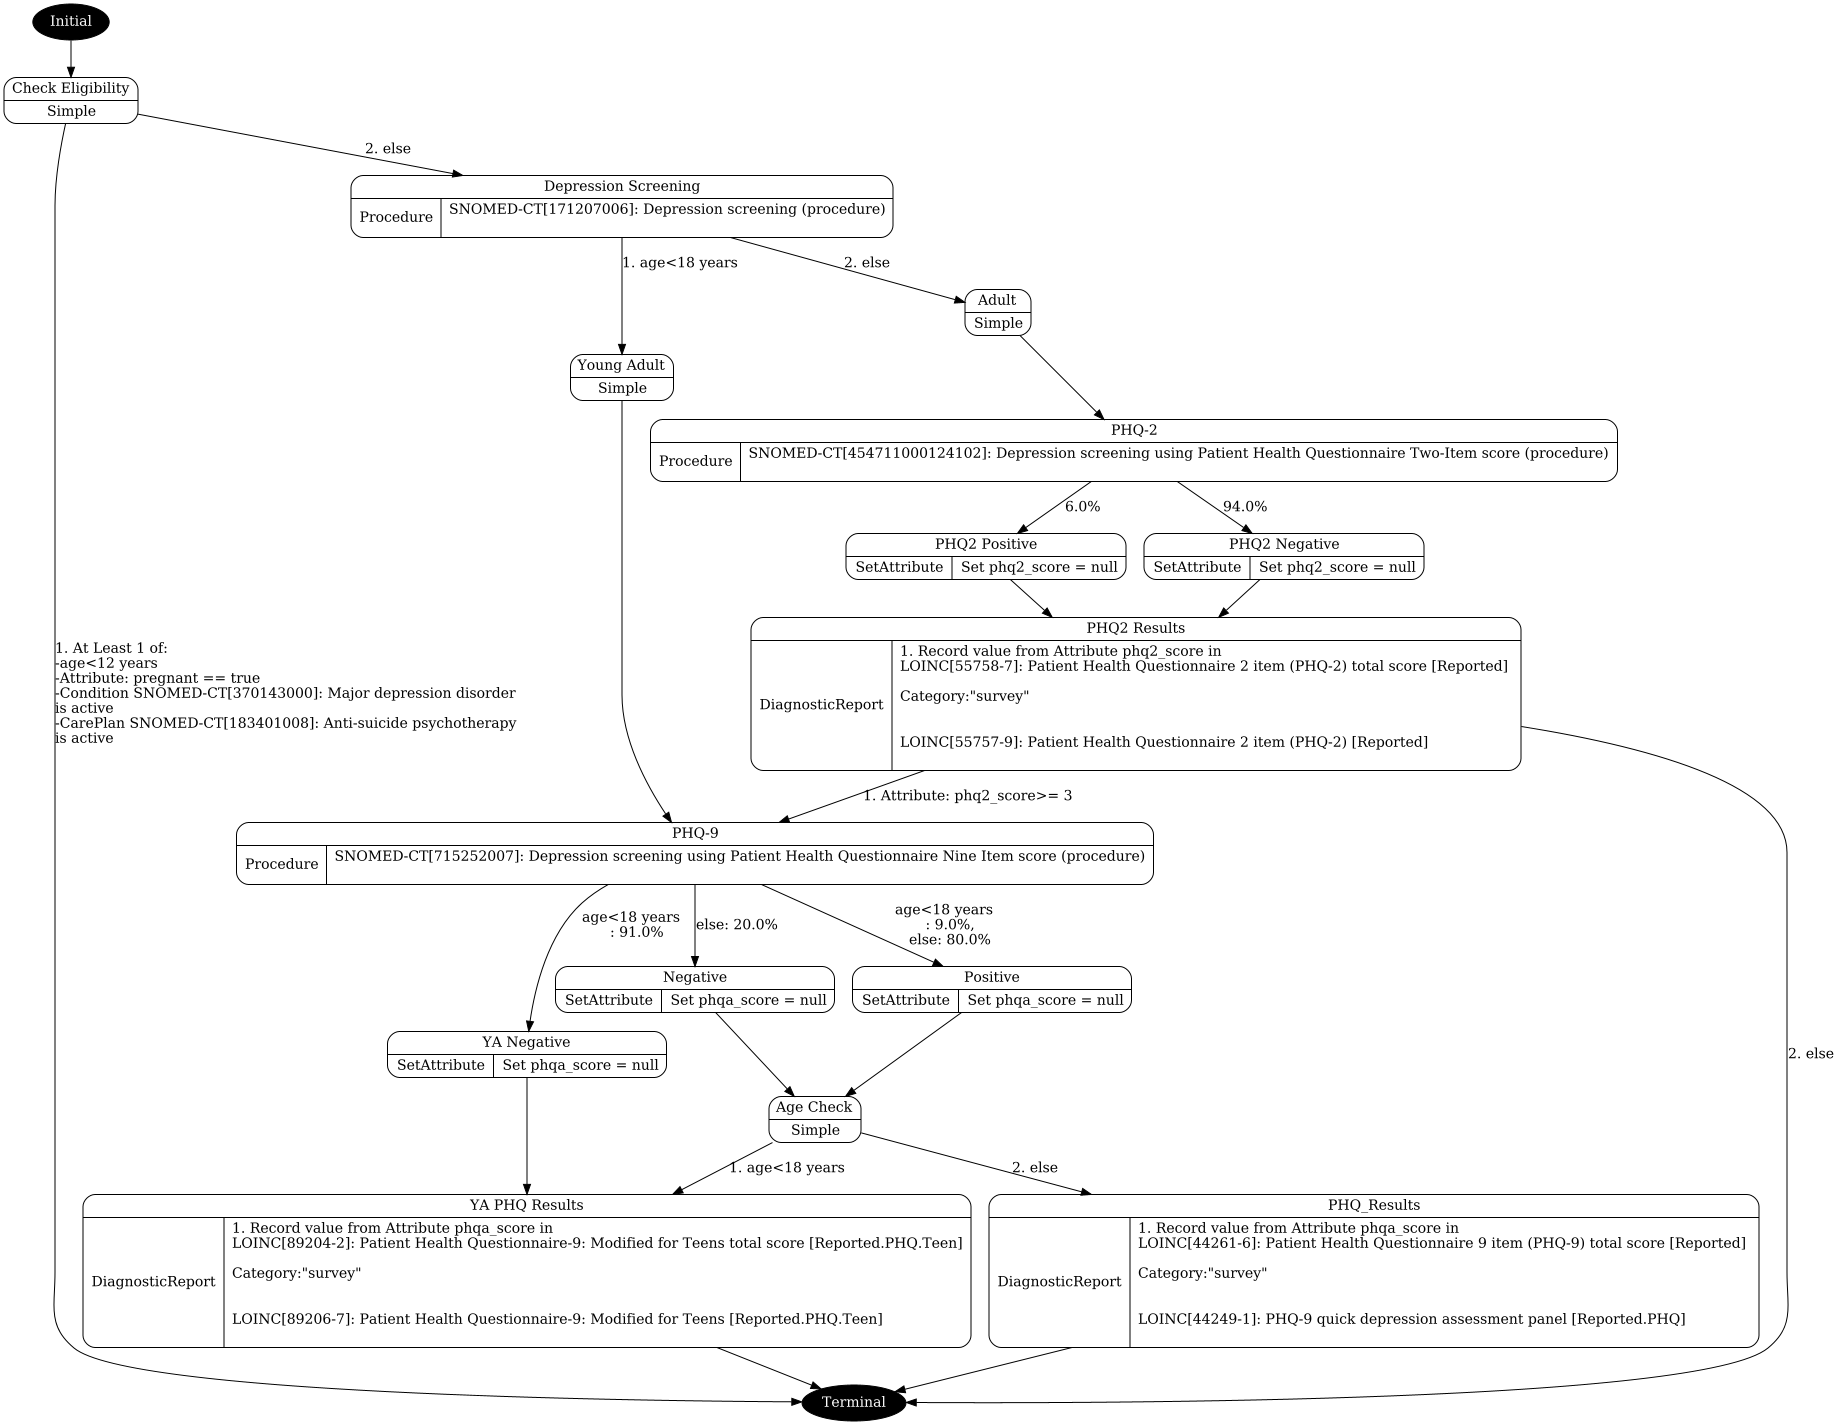 Initial
Check Eligibility
Simple
2. else
Depression Screening
Procedure
SNOMED-CT[171207006]: Depression screening (procedure)
1. age<18 years
2. else
Adult
Simple
Young Adult
Simple
PHQ-2
Procedure
SNOMED-CT[454711000124102]: Depression screening using Patient Health Questionnaire Two-Item score (procedure)
6.0%
94.0%
PHQ2 Positive
SetAttribute
Set phq2_score = null
PHQ2 Negative
SetAttribute
Set phq2_score = null
1. At Least 1 of:
-age<12 years
-Attribute: pregnant == true
-Condition SNOMED-CT[370143000]: Major depression disorder
is active
-CarePlan SNOMED-CT[183401008]: Anti-suicide psychotherapy
is active
PHQ2 Results
DiagnosticReport
1. Record value from Attribute phq2_score in
LOINC[55758-7]: Patient Health Questionnaire 2 item (PHQ-2) total score [Reported]
Category:"survey"
LOINC[55757-9]: Patient Health Questionnaire 2 item (PHQ-2) [Reported]
1. Attribute: phq2_score>= 3
PHQ-9
Procedure
SNOMED-CT[715252007]: Depression screening using Patient Health Questionnaire Nine Item score (procedure)
age<18 years
: 91.0%
else: 20.0%
age<18 years
: 9.0%,
else: 80.0%
Negative
SetAttribute
Set phqa_score = null
Positive
SetAttribute
Set phqa_score = null
YA Negative
SetAttribute
Set phqa_score = null
2. else
Age Check
Simple
1. age<18 years
2. else
YA PHQ Results
DiagnosticReport
1. Record value from Attribute phqa_score in
LOINC[89204-2]: Patient Health Questionnaire-9: Modified for Teens total score [Reported.PHQ.Teen]
Category:"survey"
LOINC[89206-7]: Patient Health Questionnaire-9: Modified for Teens [Reported.PHQ.Teen]
PHQ_Results
DiagnosticReport
1. Record value from Attribute phqa_score in
LOINC[44261-6]: Patient Health Questionnaire 9 item (PHQ-9) total score [Reported]
Category:"survey"
LOINC[44249-1]: PHQ-9 quick depression assessment panel [Reported.PHQ]
Terminal